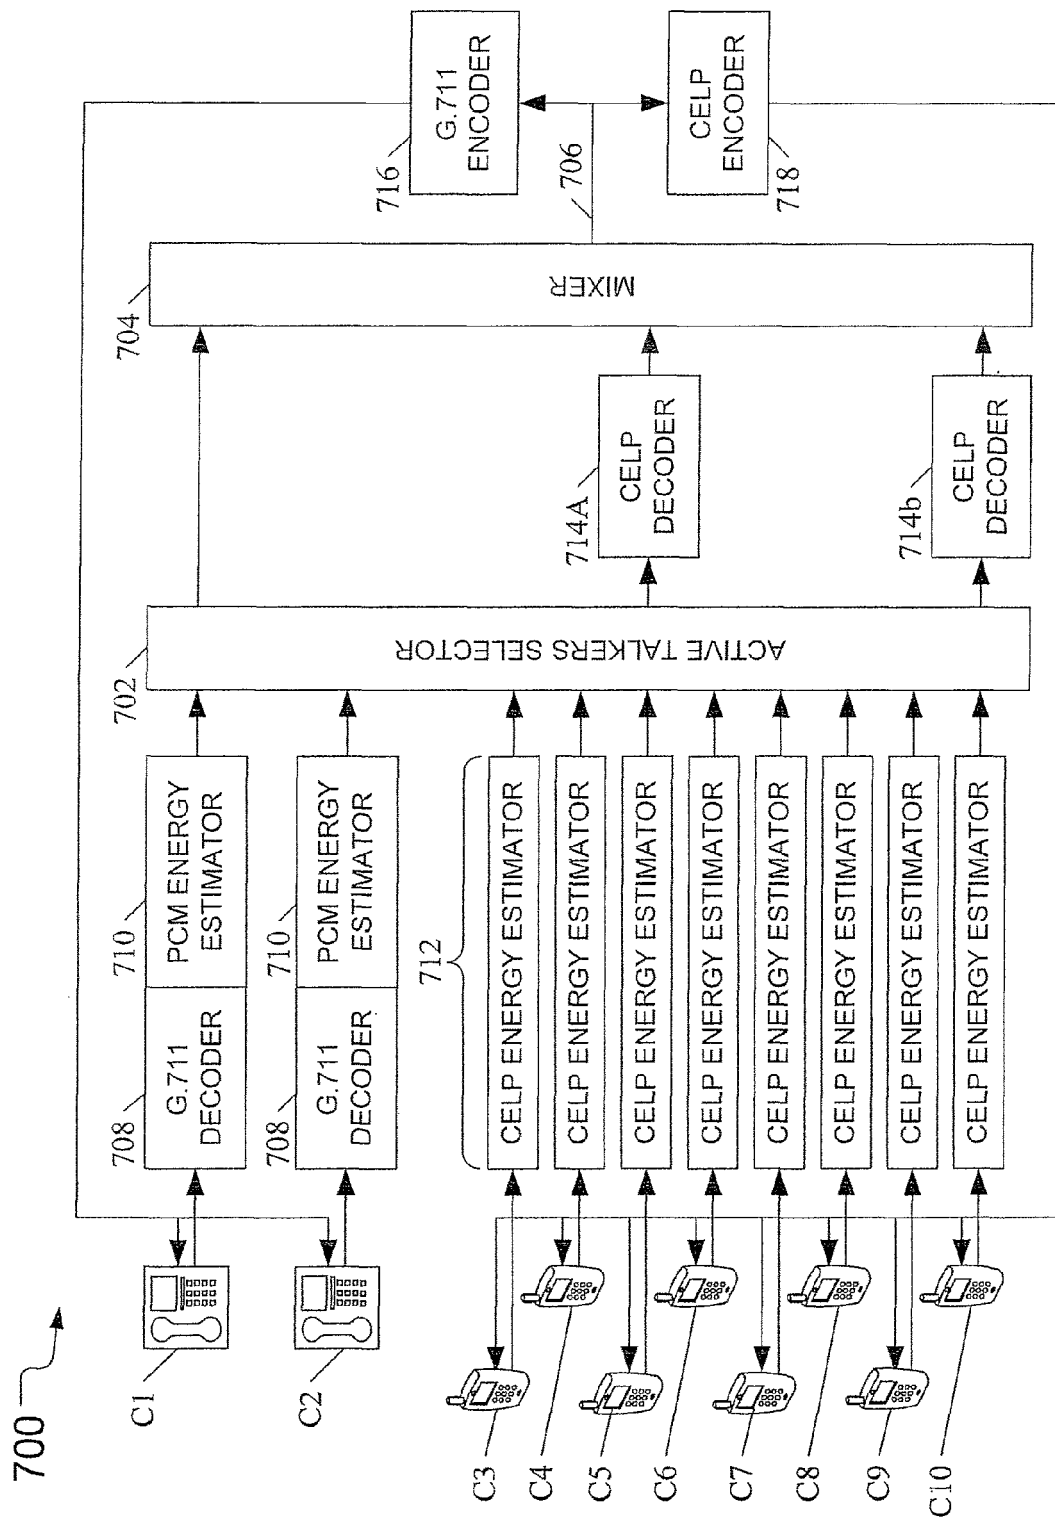 700
C1
C2
C3
C4
C5
C6
C7
C8
C9
C10
708
G.711
DECODER
710
PCM ENERGY
ESTIMATOR
708
G.711
DECODER
710
PCM ENERGY
ESTIMATOR
712
CELP ENERGY ESTIMATOR
CELP ENERGY ESTIMATOR
CELP ENERGY ESTIMATOR
CELP ENERGY ESTIMATOR
CELP ENERGY ESTIMATOR
CELP ENERGY ESTIMATOR
CELP ENERGY ESTIMATOR
CELP ENERGY ESTIMATOR
702
ACTIVE TALKERS SELECTOR
714A
CELP
DECODER
714b
CELP
DECODER
704
MIXER
706
716
G.711
ENCODER
718
CELP
ENCODER